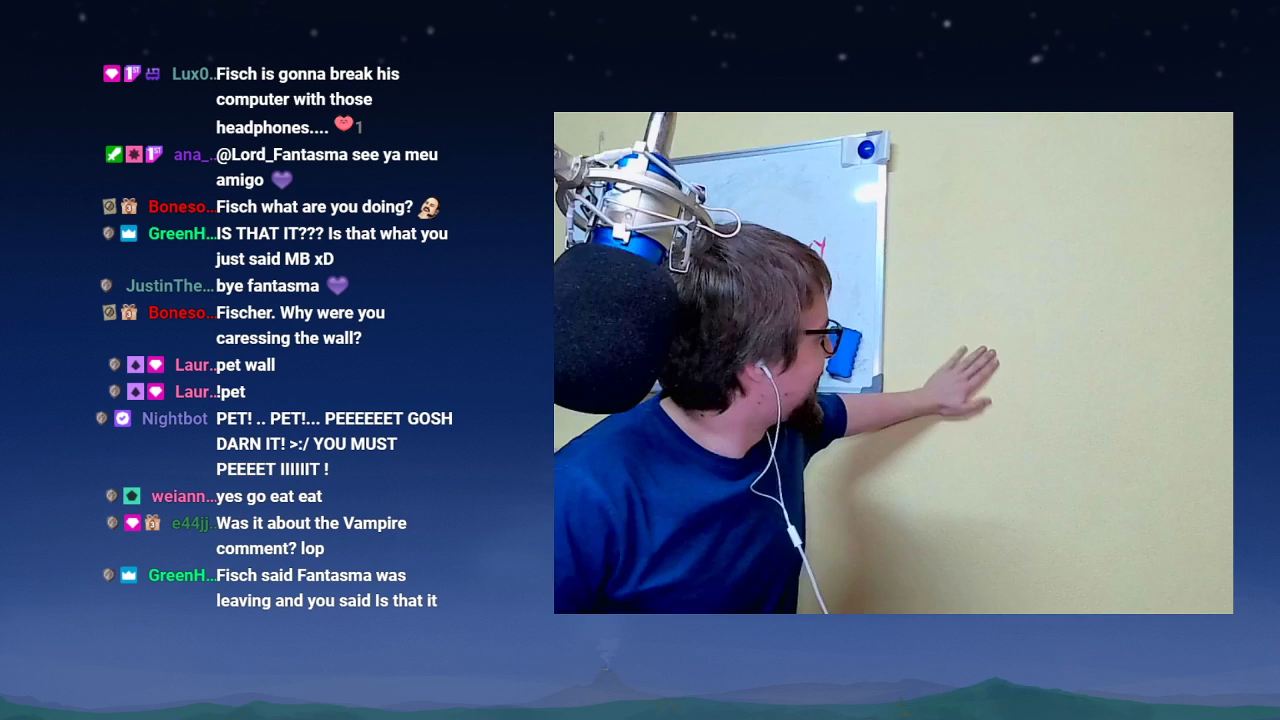 Lux0..Fisch is gonna break his
computer with those
headphones.... 1
ana_..@Lord_Fantasma see ya meu
amigo
Boneso...Fisch what are you doing?
GreenH...IS THAT IT??? Is that what you
just said MB xD
JustinThe...bye fantasma
Boneso...Fischer. Why were you
caressing the wall?
Laur..pet wall
Laur..!pet
Nightbot PET! .. PET!... PEEEEEET GOSH
DARN IT! >:/ YOU MUST
PEEEET IIIIIIT !
weiann...yes go eat eat
e44jj..Was it about the Vampire
comment? lop
GreenH...Fisch said Fantasma was
leaving and you said Is that it